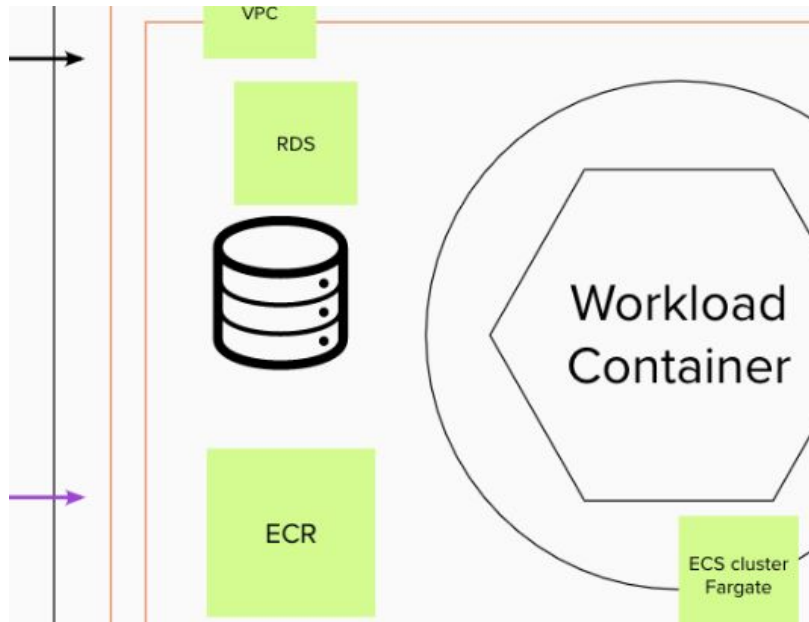 VPC
RDS
Workload
Container
ECR
ECS cluster
Fargate